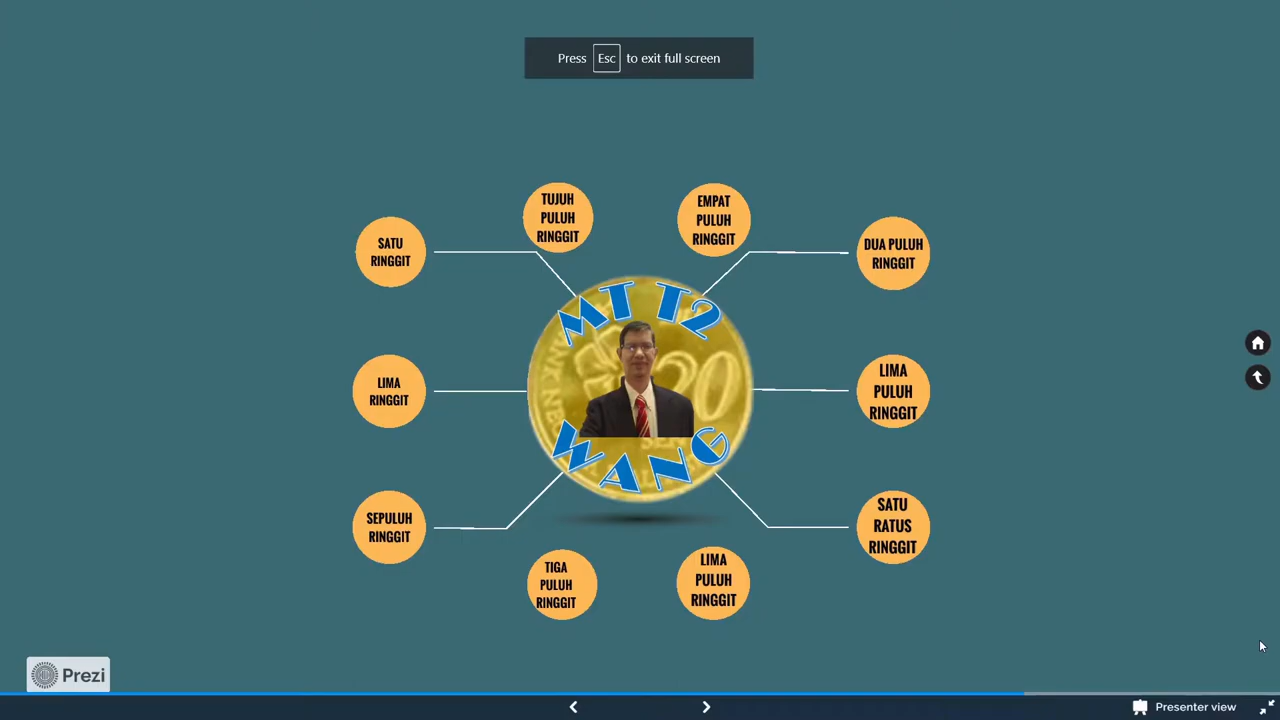 Press Esc to exit full screen
TUJUH
PULUH
RINGGIT
EMPAT
PULUH
RINGGIT
SATU
RINGGIT
DUA PULUH
RINGGIT
MT T2
20
LIMA
RINGGIT
LIMA
PULUH
RINGGIT
WANG
SEPULUH
RINGGIT
SATU
RATUS
RINGGIT
TIGA
PULUH
RINGGIT
LIMA
PULUH
RINGGIT
Prezi
Presenter view